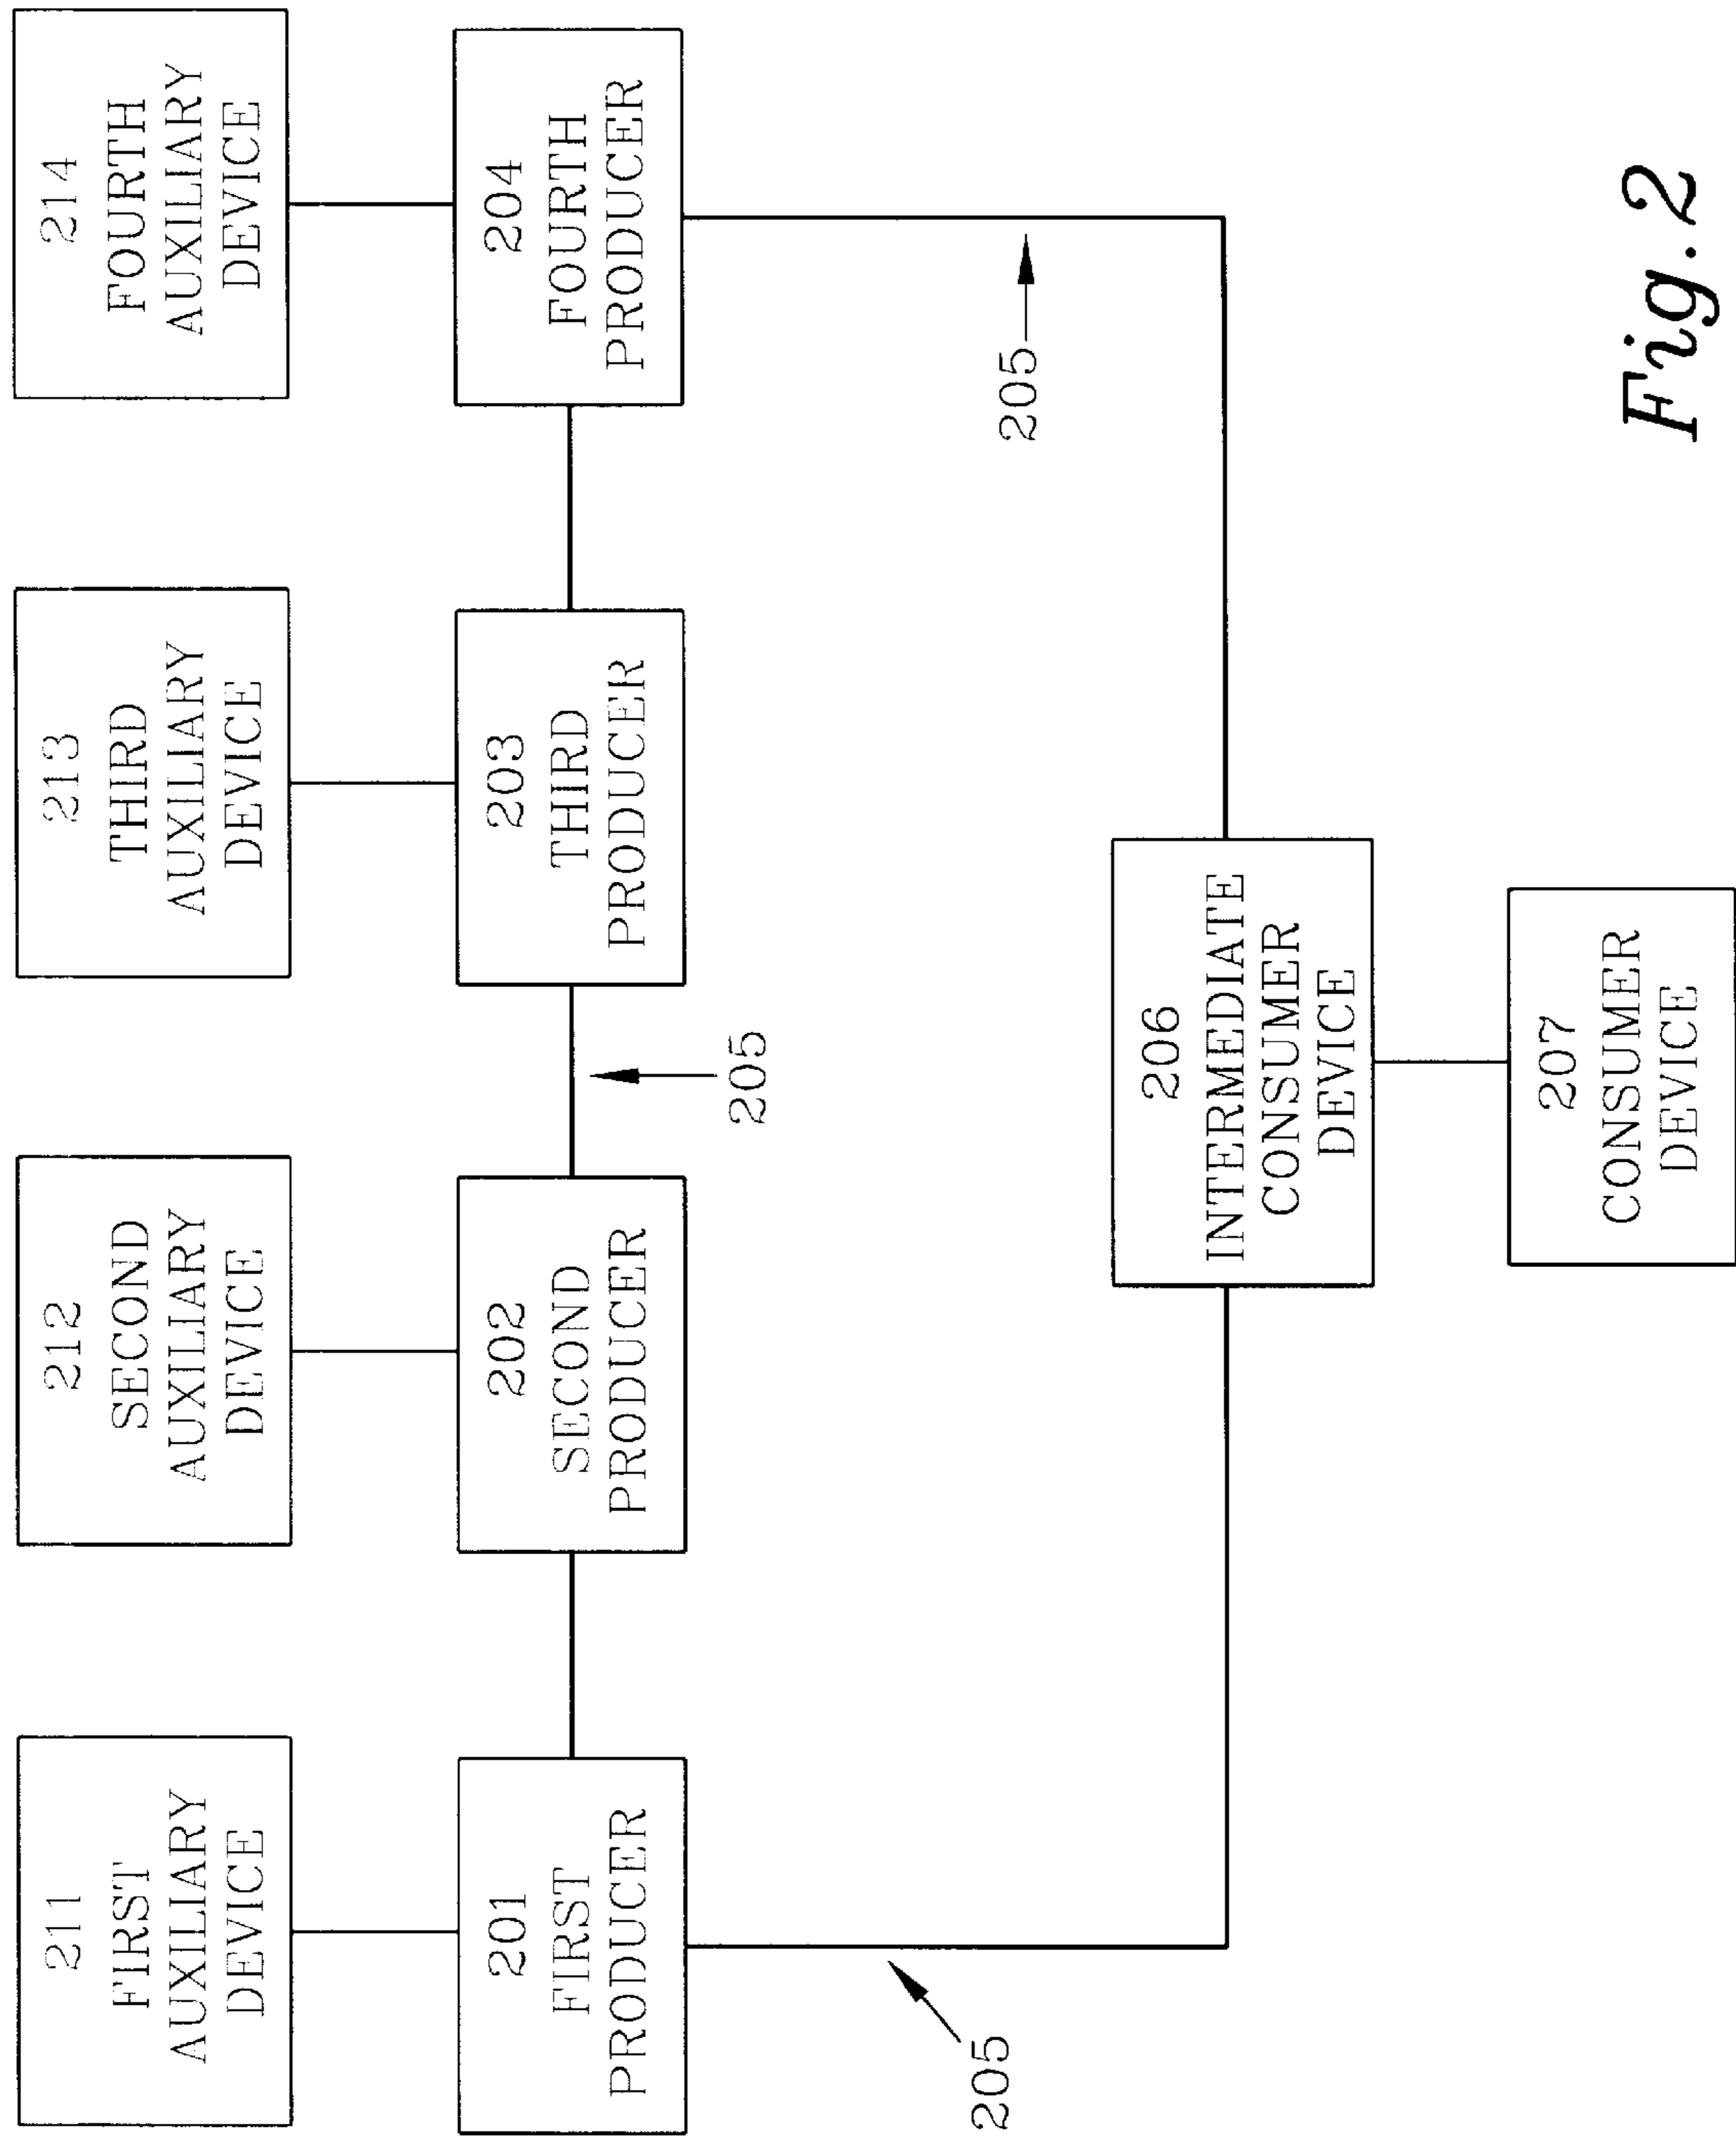 211
FIRST
AUXILIARY
DEVICE
212
SECOND
AUXILIARY
DEVICE
213
THIRD
AUXILIARY
DEVICE
214
FOURTH
AUXILIARY
DEVICE
201
FIRST
PRODUCER
202
SECOND
PRODUCER
203
THIRD
PRODUCER
204
FOURTH
PRODUCER
205
205
205
206
INTERMEDIATE
CONSUMER
DEVICE
207
CONSUMER
DEVICE
Fig.2